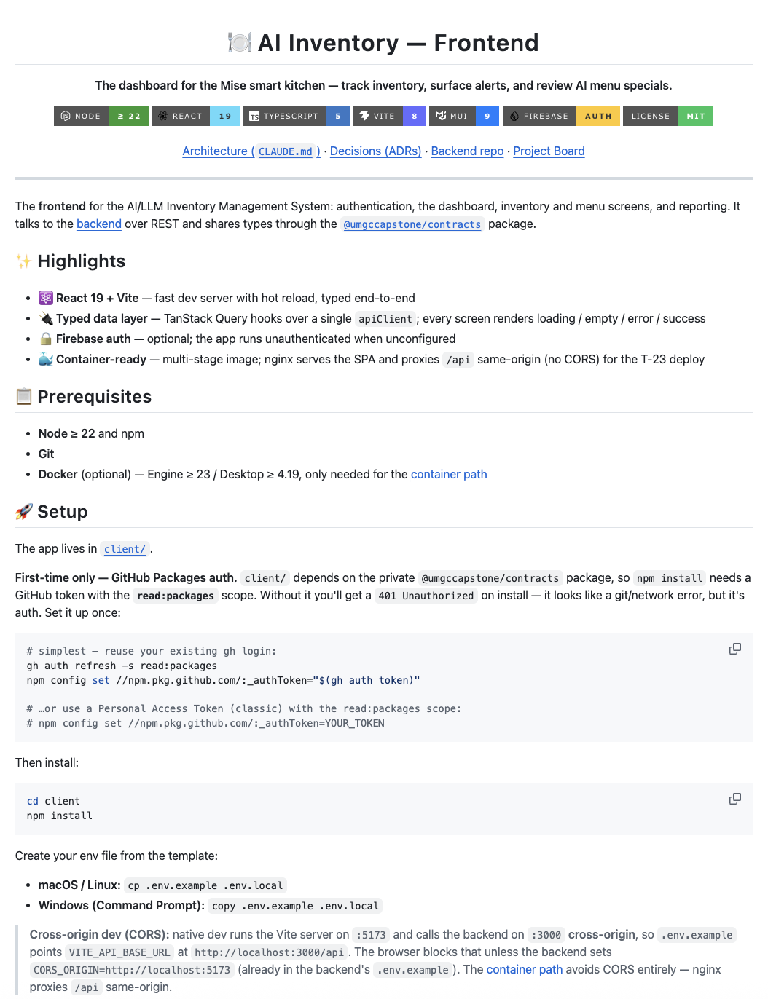 🍽️ AI Inventory — Frontend
The dashboard for the Mise smart kitchen — track inventory, surface alerts, and review AI menu specials.
NODE ≥ 22 REACT 19 TS TYPESCRIPT 5 VITE 8 MUI 9 FIREBASE AUTH LICENSE MIT
Architecture ( CLAUDE.md ) · Decisions (ADRs) · Backend repo · Project Board
The frontend for the AI/LLM Inventory Management System: authentication, the dashboard, inventory and menu screens, and reporting. It
talks to the backend over REST and shares types through the @umgccapstone/contracts package.
✨ Highlights
• ⚛️ React 19 + Vite — fast dev server with hot reload, typed end-to-end
• 🔌 Typed data layer — TanStack Query hooks over a single apiClient; every screen renders loading / empty / error / success
• 🔒 Firebase auth — optional; the app runs unauthenticated when unconfigured
• 🐳 Container-ready — multi-stage image; nginx serves the SPA and proxies /api same-origin (no CORS) for the T-23 deploy
📋 Prerequisites
• Node ≥ 22 and npm
• Git
• Docker (optional) — Engine ≥ 23 / Desktop ≥ 4.19, only needed for the container path
🚀 Setup
The app lives in client/ .
First-time only — GitHub Packages auth. client/ depends on the private @umgccapstone/contracts package, so npm install needs a
GitHub token with the read:packages scope. Without it you'll get a 401 Unauthorized on install — it looks like a git/network error, but it's
auth. Set it up once:
# simplest — reuse your existing gh login:
gh auth refresh -s read:packages
npm config set //npm.pkg.github.com/:_authToken="$(gh auth token)"
# …or use a Personal Access Token (classic) with the read:packages scope:
# npm config set //npm.pkg.github.com/:_authToken=YOUR_TOKEN
Then install:
cd client
npm install
Create your env file from the template:
• macOS / Linux: cp .env.example .env.local
• Windows (Command Prompt): copy .env.example .env.local
Cross-origin dev (CORS): native dev runs the Vite server on :5173 and calls the backend on :3000 cross-origin, so .env.example
points VITE_API_BASE_URL at http://localhost:3000/api. The browser blocks that unless the backend sets
CORS_ORIGIN=http://localhost:5173 (already in the backend's .env.example). The container path avoids CORS entirely — nginx
proxies /api same-origin.